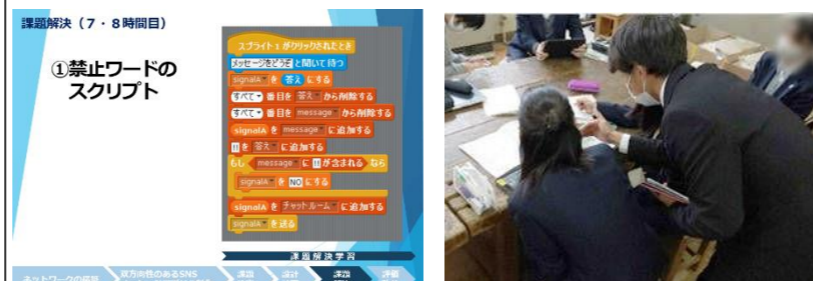 課題解決（7・8時間目）
①禁止ワードの
スクリプト
スプライト1がクリックされたとき
メッセージをどうぞ と聞いて待つ
signalA を 答え にする
すべて 番目を 答え から削除する
すべて 番目を message から削除する
signalA を message に追加する
を 答え に追加する
もし message に が含まれる なら
signalA を NO にする
signalA を チャットルーム に追加する
signalA を送る
課題解決学習
ネットワークの仕組
双方向性のあるSNS
課題
設計
課題
評価